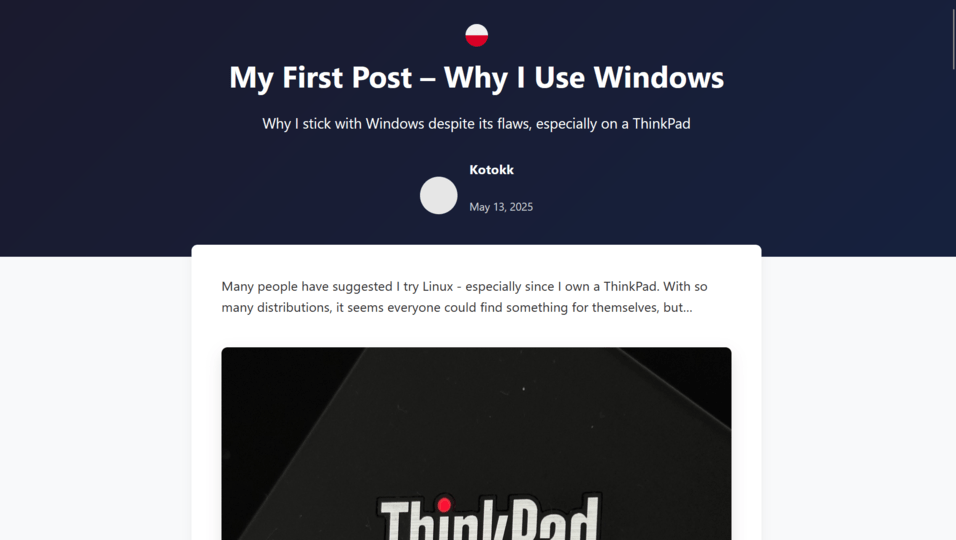 My First Post – Why I Use Windows
Why I stick with Windows despite its flaws, especially on a ThinkPad
Kotokk
May 13, 2025
Many people have suggested I try Linux - especially since I own a ThinkPad. With so
many distributions, it seems everyone could find something for themselves, but...
ThinkPad